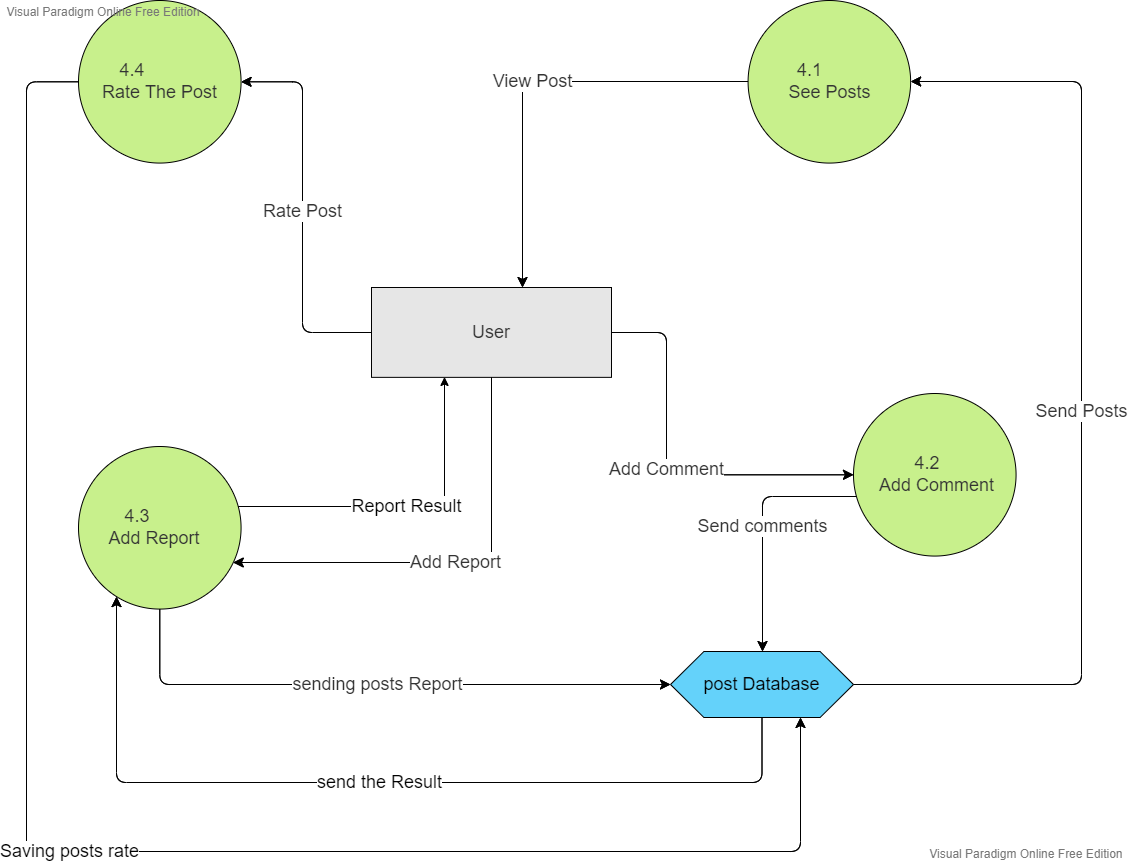 Visual Paradigm Online Free Edition
4.4
Rate The Post
View Post
4.1
See Posts
Rate Post
User
Send Posts
Add Comment
4.2
Add Comment
Report Result
4.3
Add Report
Send comments
Add Report
sending posts Report
post Database
send the Result
Saving posts rate
Visual Paradigm Online Free Edition